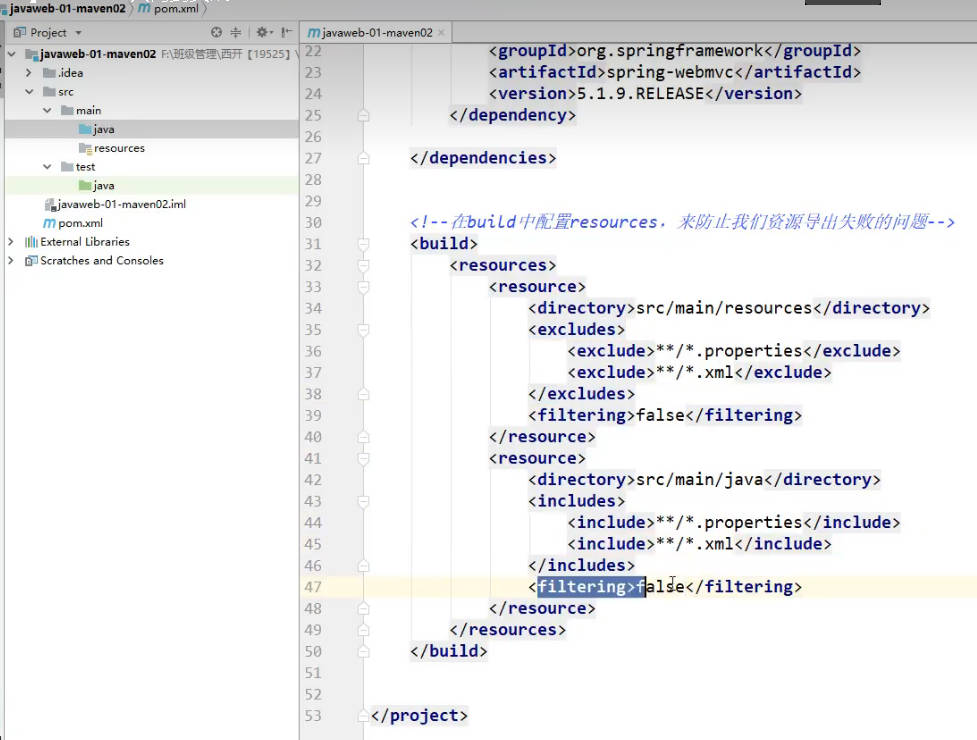 javaweb-01-maven02 pom.xml
Project
javaweb-01-maven02 F:\班级管理\西开【19525】\
.idea
src
main
java
resources
test
java
javaweb-01-maven02.iml
pom.xml
External Libraries
Scratches and Consoles
javaweb-01-maven02
22 <groupId>org.springframework</groupId>
23 <artifactId>spring-webmvc</artifactId>
24 <version>5.1.9.RELEASE</version>
25 </dependency>
26
27 </dependencies>
28
29
30 <!--在build中配置resources，来防止我们资源导出失败的问题-->
31 <build>
32 <resources>
33 <resource>
34 <directory>src/main/resources</directory>
35 <excludes>
36 <exclude>**/*.properties</exclude>
37 <exclude>**/*.xml</exclude>
38 </excludes>
39 <filtering>false</filtering>
40 </resource>
41 <resource>
42 <directory>src/main/java</directory>
43 <includes>
44 <include>**/*.properties</include>
45 <include>**/*.xml</include>
46 </includes>
47 <filtering>false</filtering>
48 </resource>
49 </resources>
50 </build>
51
52
53 </project>